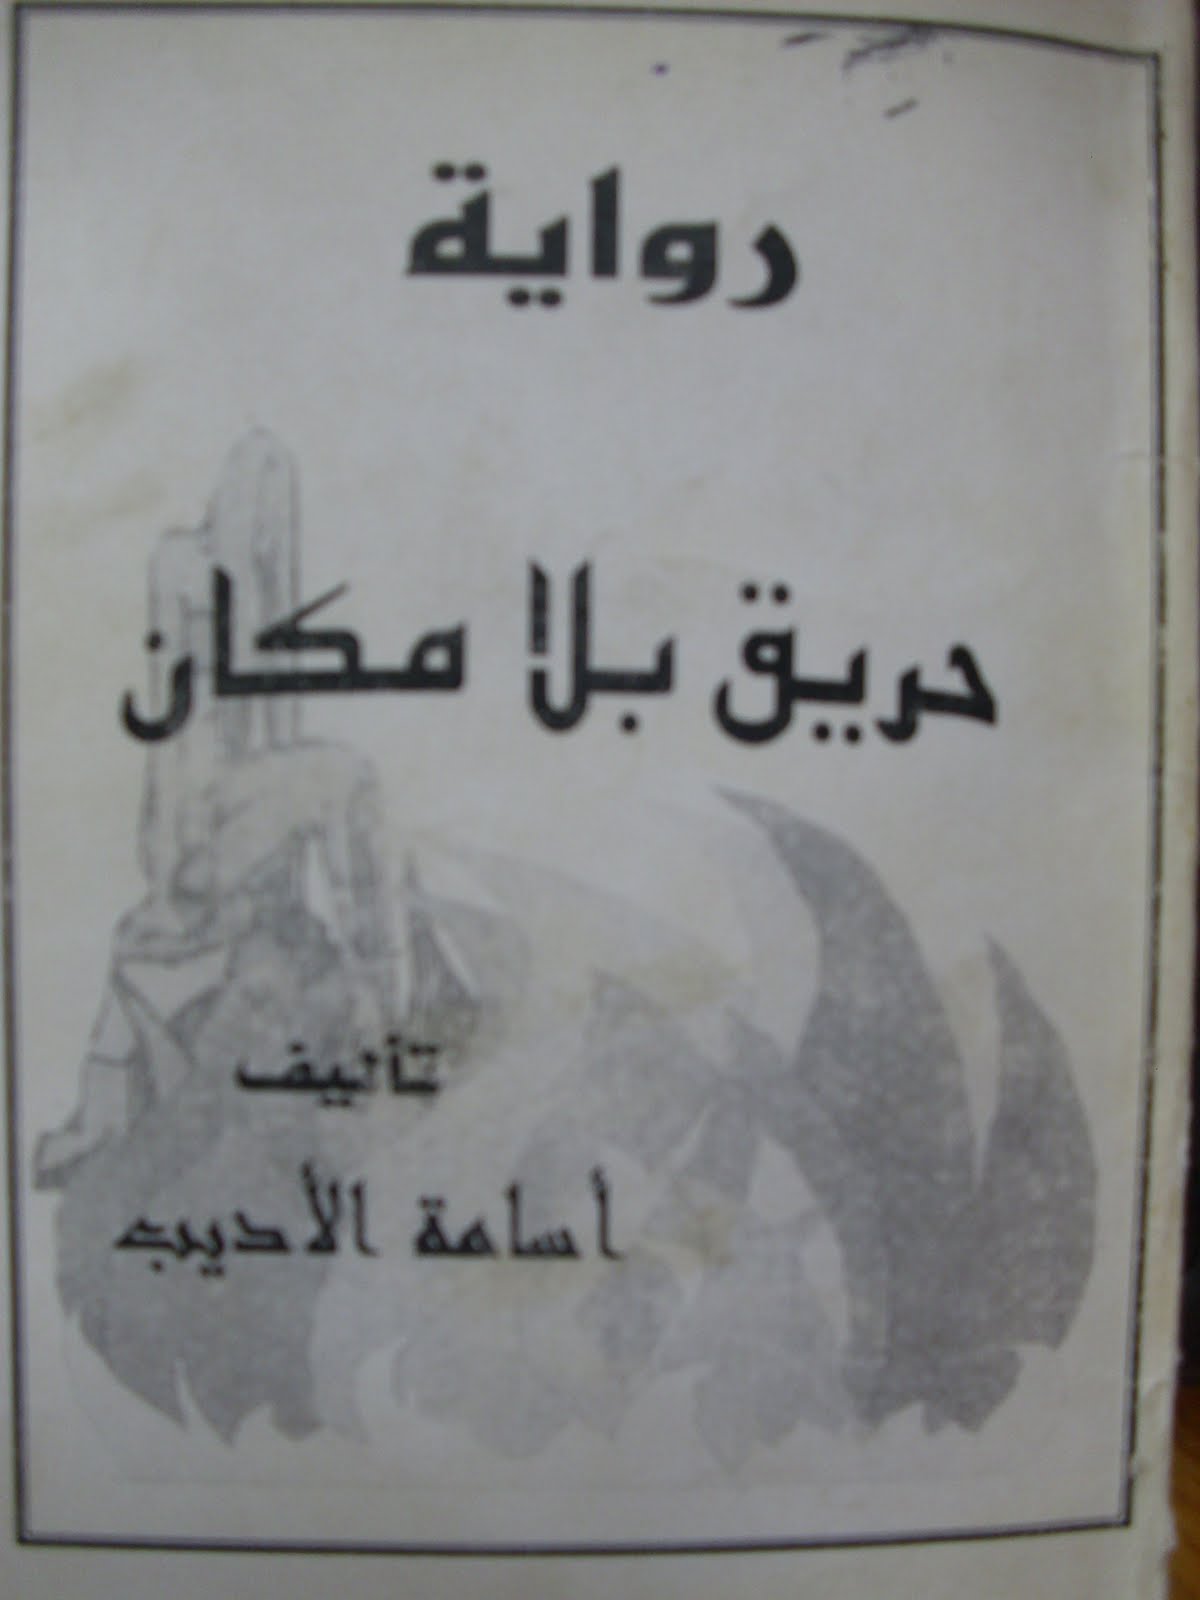 رواية
حريق بلا مكان
تأليف
أسامة الأديب